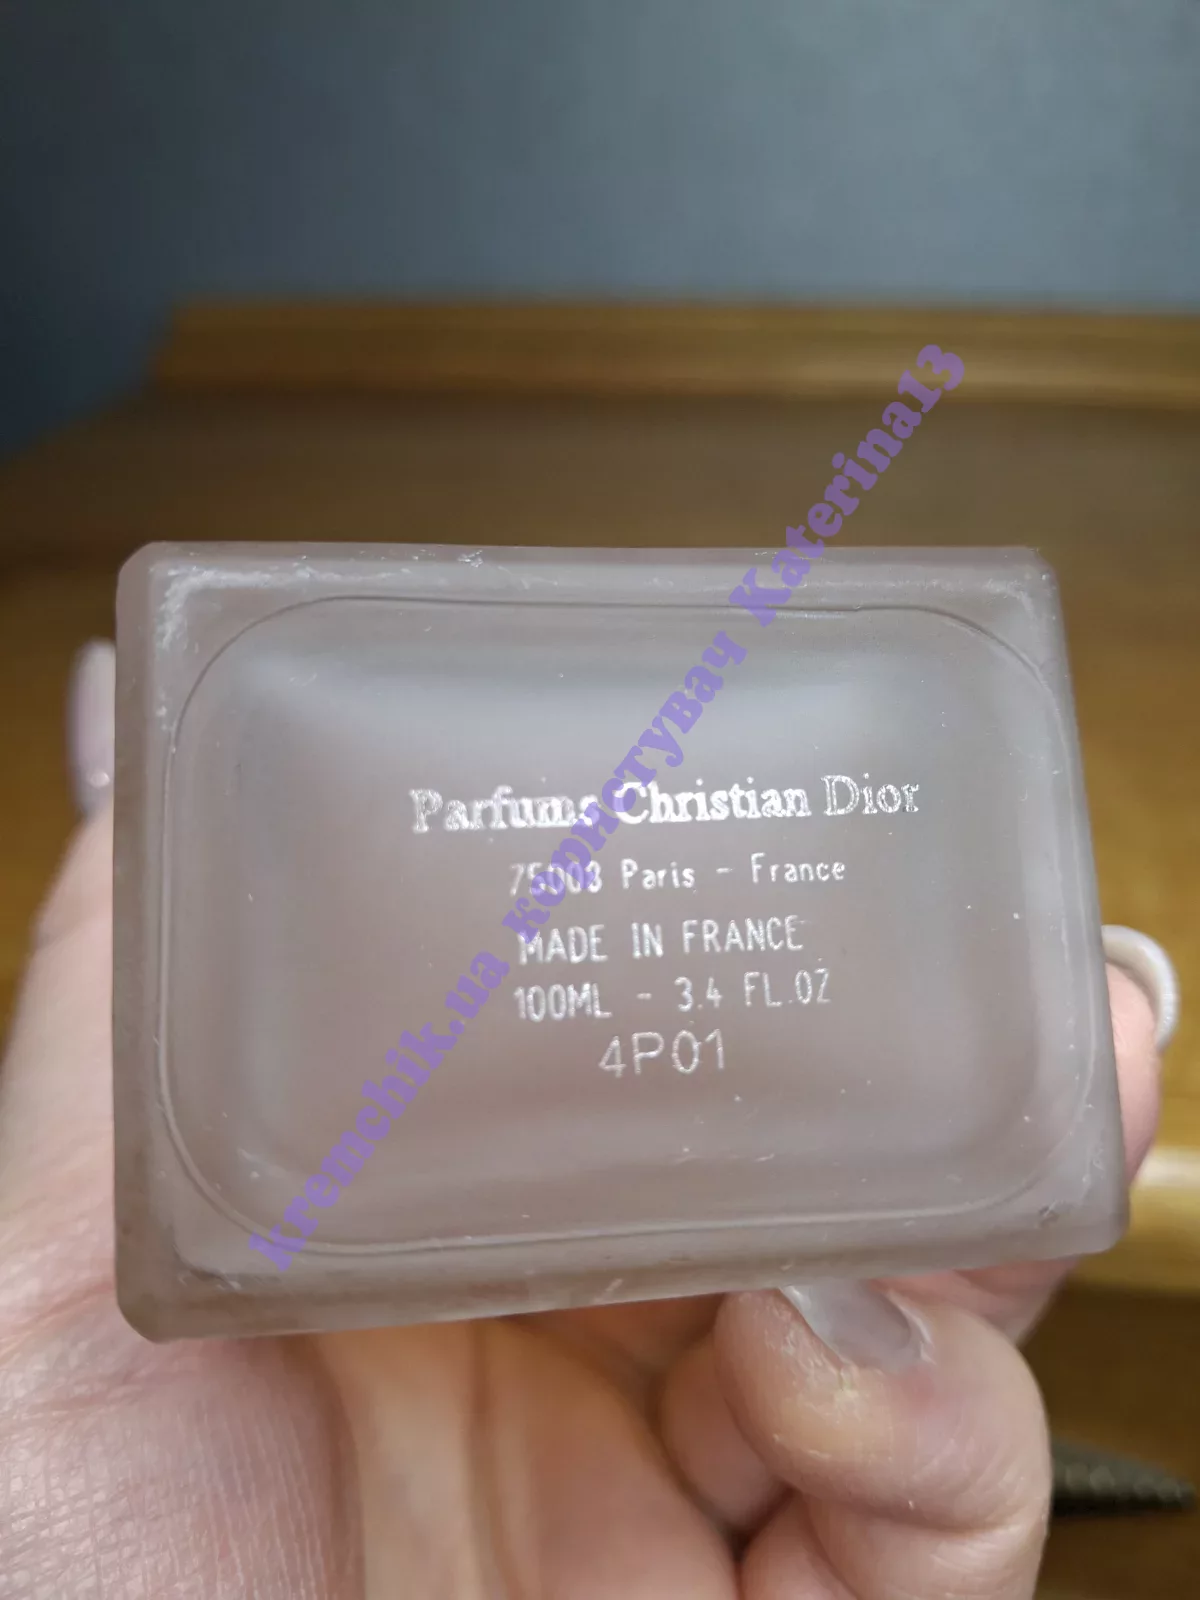 Parfums Christian Dior
75008 Paris - France
MADE IN FRANCE
100ML - 3.4 FL.OZ
4P01
kremchik.ua користувач Katerina13